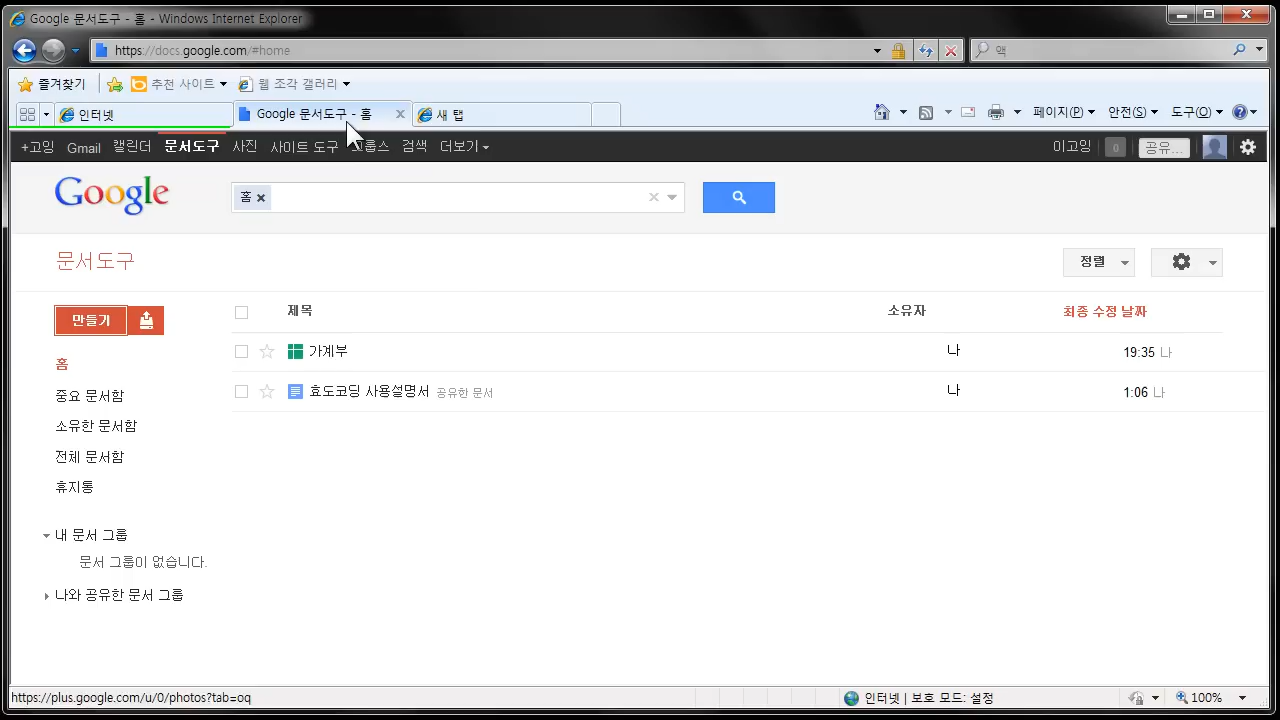 Google 문서도구 - 홈 - Windows Internet Explorer
https://docs.google.com/#home
맥
즐겨찾기 추천 사이트 웹 조각 갤러리
인터넷 Google 문서도구 - 홈 새 탭 페이지(P) 안전(S) 도구(O)
+고잉 Gmail 캘린더 문서도구 사진 사이트 도구 그룹스 검색 더보기 이고잉 0 공유...
Google 홈
문서도구 정렬
만들기 제목 소유자 최종 수정 날짜
홈
가계부 나 19:35 나
효도코딩 사용설명서 공유한 문서 나 1:06 나
중요 문서함
소유한 문서함
전체 문서함
휴지통
내 문서 그룹
문서 그룹이 없습니다.
나와 공유한 문서 그룹
https://plus.google.com/u/0/photos?tab=oq 인터넷 | 보호 모드: 설정 100%